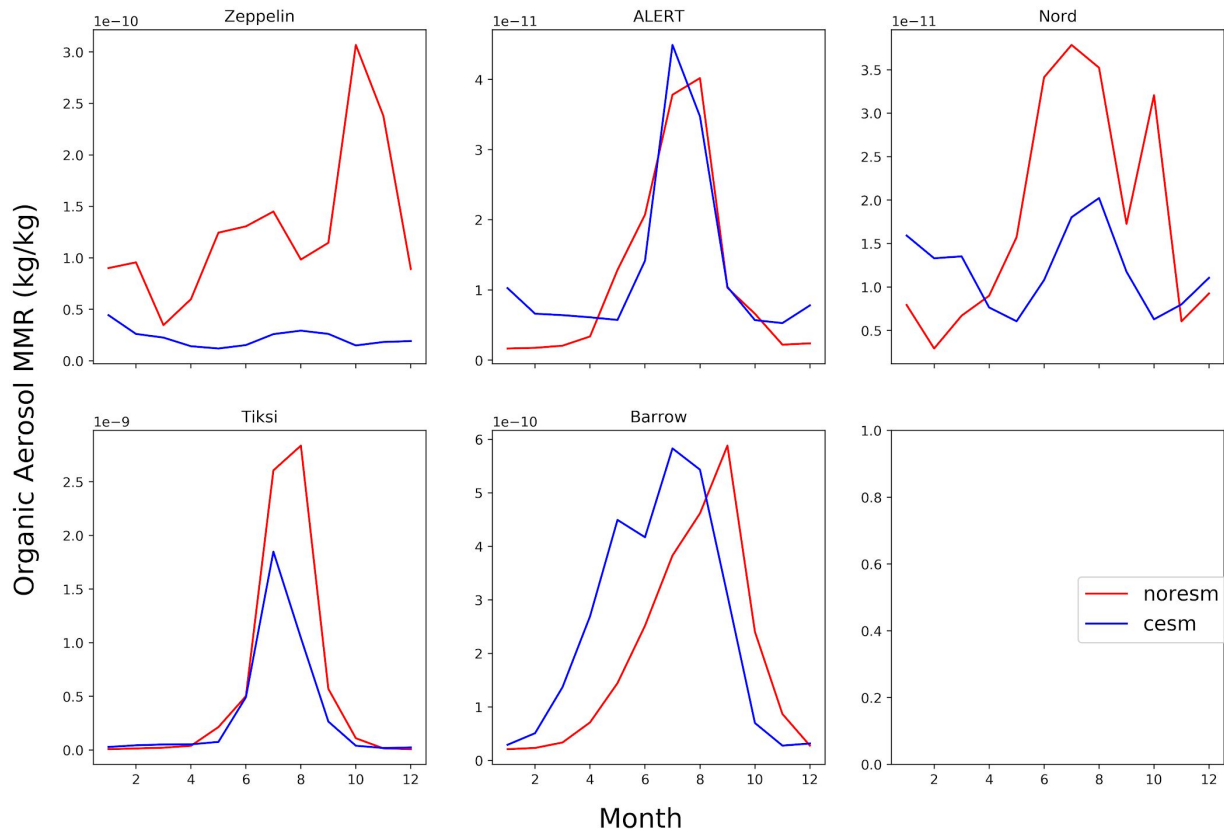 Organic Aerosol MMR (kg/kg)
Zeppelin
1e−10
3.0
2.5
2.0
1.5
1.0
0.5
0.0
ALERT
1e−11
4
3
2
1
0
Nord
1e−11
3.5
3.0
2.5
2.0
1.5
1.0
0.5
Tiksi
1e−9
2.5
2.0
1.5
1.0
0.5
0.0
2 4 6 8 10 12
Barrow
1e−10
6
5
4
3
2
1
0
2 4 6 8 10 12
1.0
0.8
0.6
0.4
0.2
0.0
2 4 6 8 10 12
noresm
cesm
Month